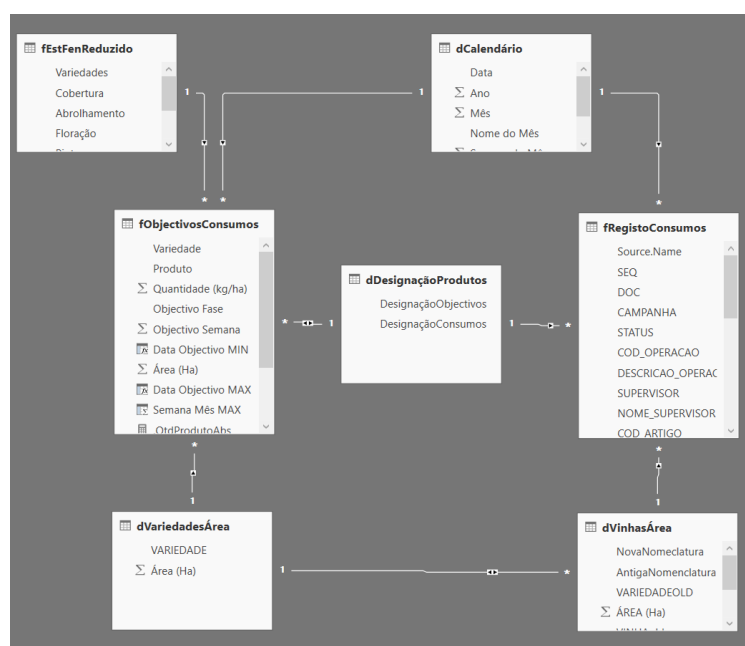 fEstFenReduzido
Variedades
Cobertura
Abrolhamento
Floração
dCalendário
Data
Ano
Mês
Nome do Mês
1
1
1
*
*
*
fObjectivosConsumos
Variedade
Produto
Quantidade (kg/ha)
Objectivo Fase
Objectivo Semana
Data Objectivo MIN
Área (Ha)
Data Objectivo MAX
Semana Mês MAX
QtdProdutoAbs
*
1
dDesignaçãoProdutos
DesignaçãoObjectivos
DesignaçãoConsumos
1
*
fRegistoConsumos
Source.Name
SEQ
DOC
CAMPANHA
STATUS
COD_OPERACAO
DESCRICAO_OPERAC
SUPERVISOR
NOME_SUPERVISOR
COD_ARTIGO
*
1
*
1
dVariedadesÁrea
VARIEDADE
Área (Ha)
1
*
dVinhasÁrea
NovaNomeclatura
AntigaNomenclatura
VARIEDADEOLD
ÁREA (Ha)